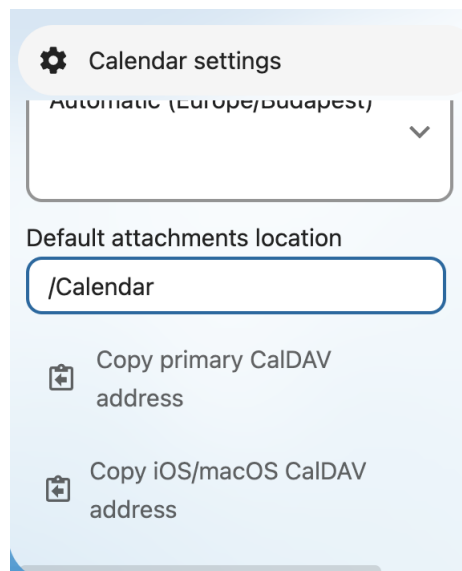 Calendar settings
Automatic (Europe/Budapest)
Default attachments location
/Calendar
Copy primary CalDAV
address
Copy iOS/macOS CalDAV
address